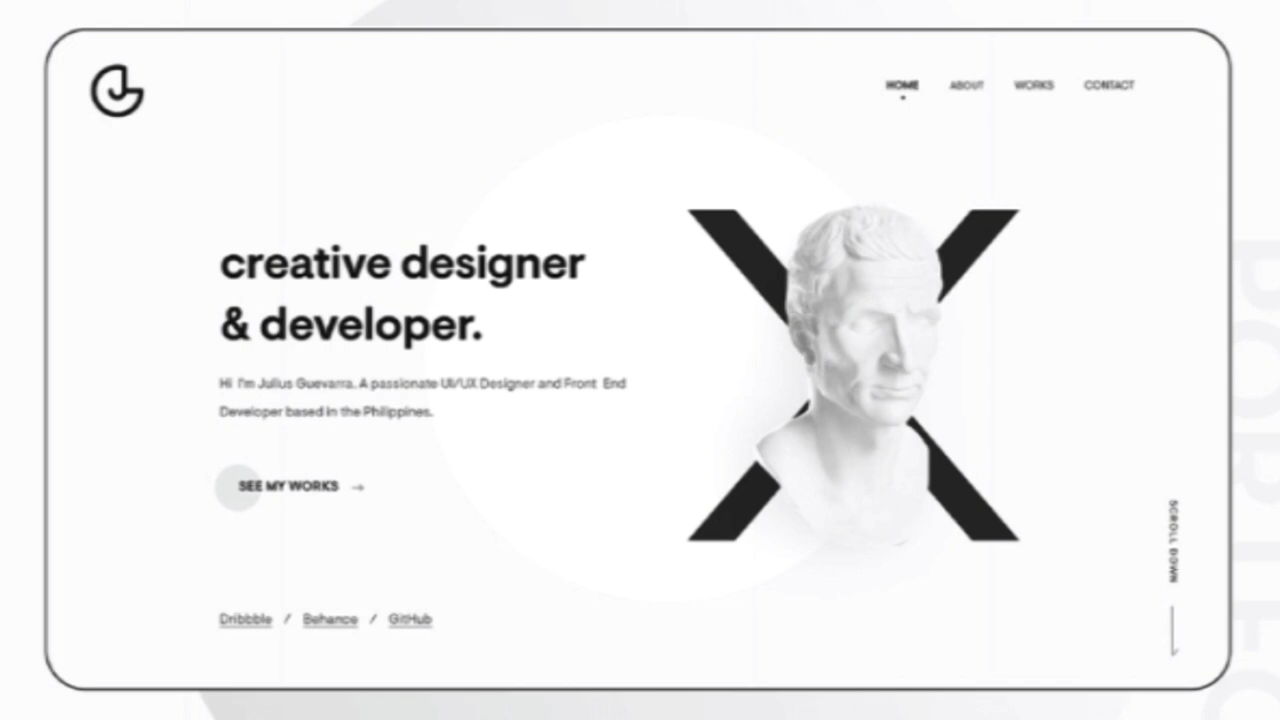 HOME ABOUT WORKS CONTACT
creative designer
& developer.
Hi I'm Julius Guevarra. A passionate UI/UX Designer and Front End
Developer based in the Philippines.
SEE MY WORKS →
Dribbble / Behance / GitHub
SCROLL DOWN